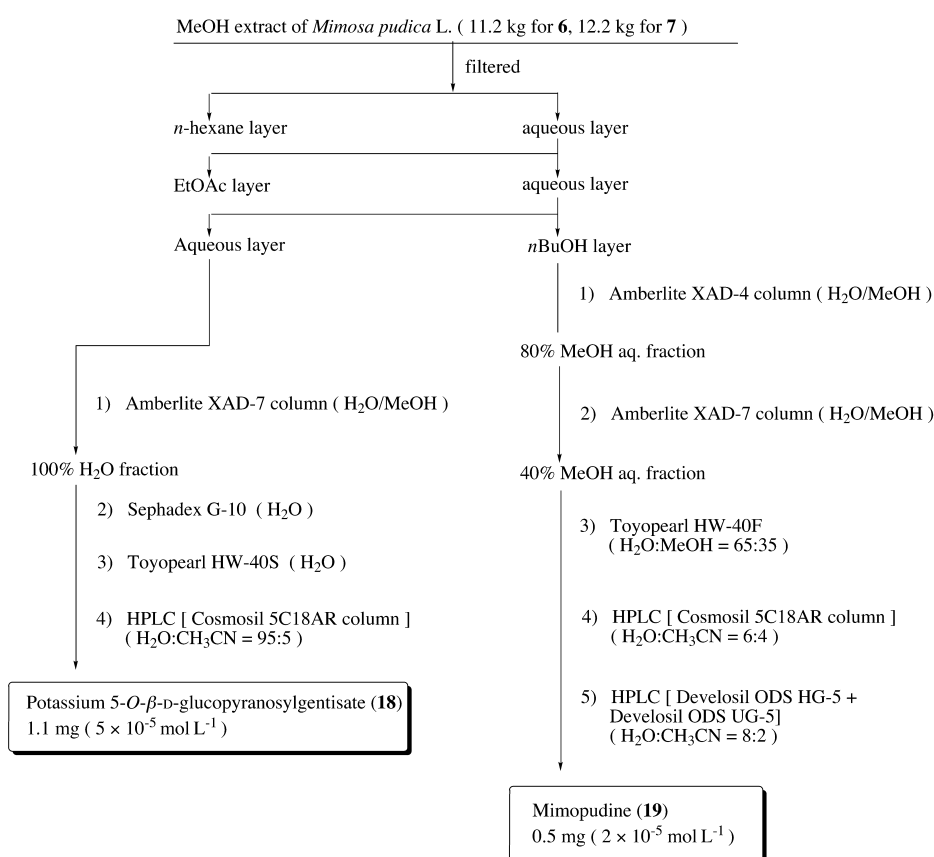 MeOH extract of Mimosa pudica L. ( 11.2 kg for 6, 12.2 kg for 7 )
filtered
n-hexane layer
aqueous layer
EtOAc layer
aqueous layer
Aqueous layer
nBuOH layer
1) Amberlite XAD-4 column ( H₂O/MeOH )
80% MeOH aq. fraction
1) Amberlite XAD-7 column ( H₂O/MeOH )
2) Amberlite XAD-7 column ( H₂O/MeOH )
100% H₂O fraction
40% MeOH aq. fraction
2) Sephadex G-10 ( H₂O )
3) Toyopearl HW-40S ( H₂O )
4) HPLC [ Cosmosil 5C18AR column ]
( H₂O:CH₃CN = 95:5 )
Potassium 5-O-β-D-glucopyranosylgentisate (18)
1.1 mg ( 5 × 10⁻⁵ mol L⁻¹ )
3) Toyopearl HW-40F
( H₂O:MeOH = 65:35 )
4) HPLC [ Cosmosil 5C18AR column ]
( H₂O:CH₃CN = 6:4 )
5) HPLC [ Develosil ODS HG-5 +
Develosil ODS UG-5]
( H₂O:CH₃CN = 8:2 )
Mimopudine (19)
0.5 mg ( 2 × 10⁻⁵ mol L⁻¹ )